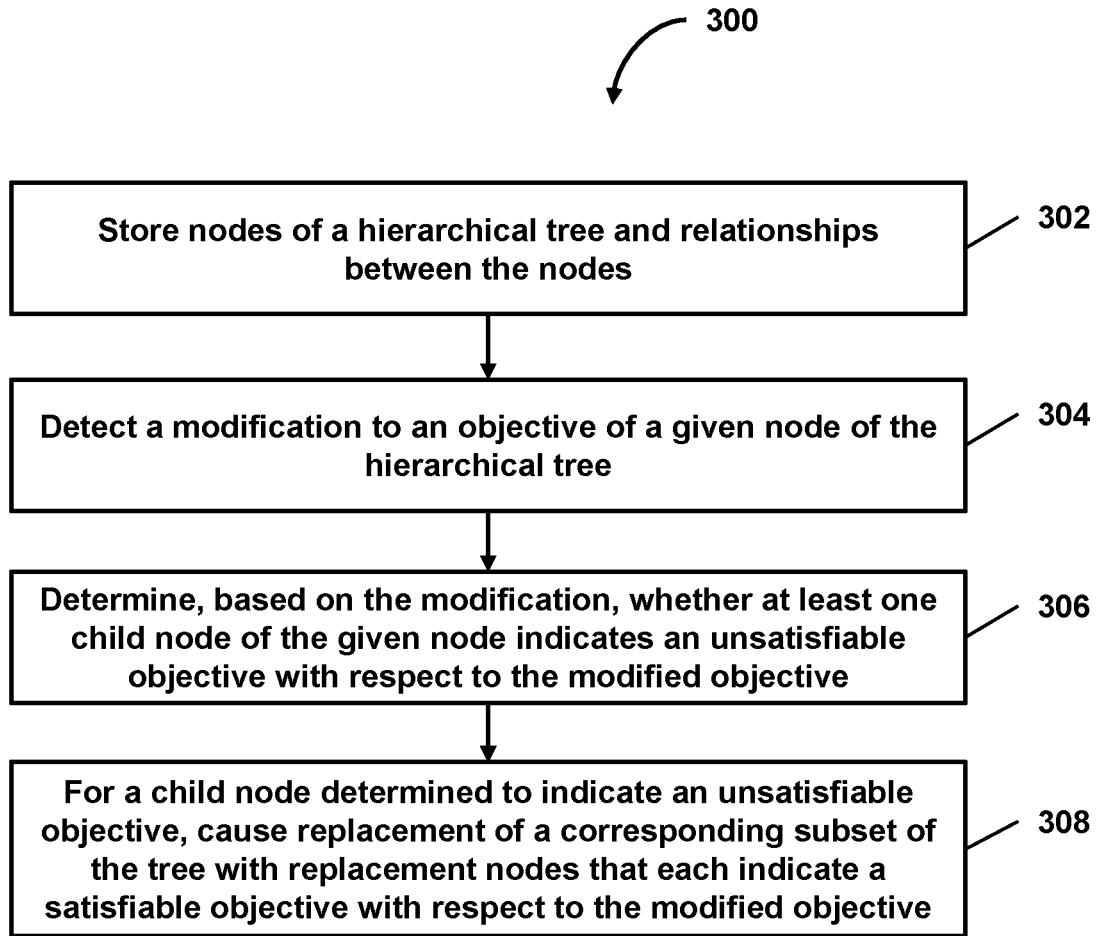 300
Store nodes of a hierarchical tree and relationships
between the nodes
302
Detect a modification to an objective of a given node of the
hierarchical tree
304
Determine, based on the modification, whether at least one
child node of the given node indicates an unsatisfiable
objective with respect to the modified objective
306
For a child node determined to indicate an unsatisfiable
objective, cause replacement of a corresponding subset of
the tree with replacement nodes that each indicate a
satisfiable objective with respect to the modified objective
308